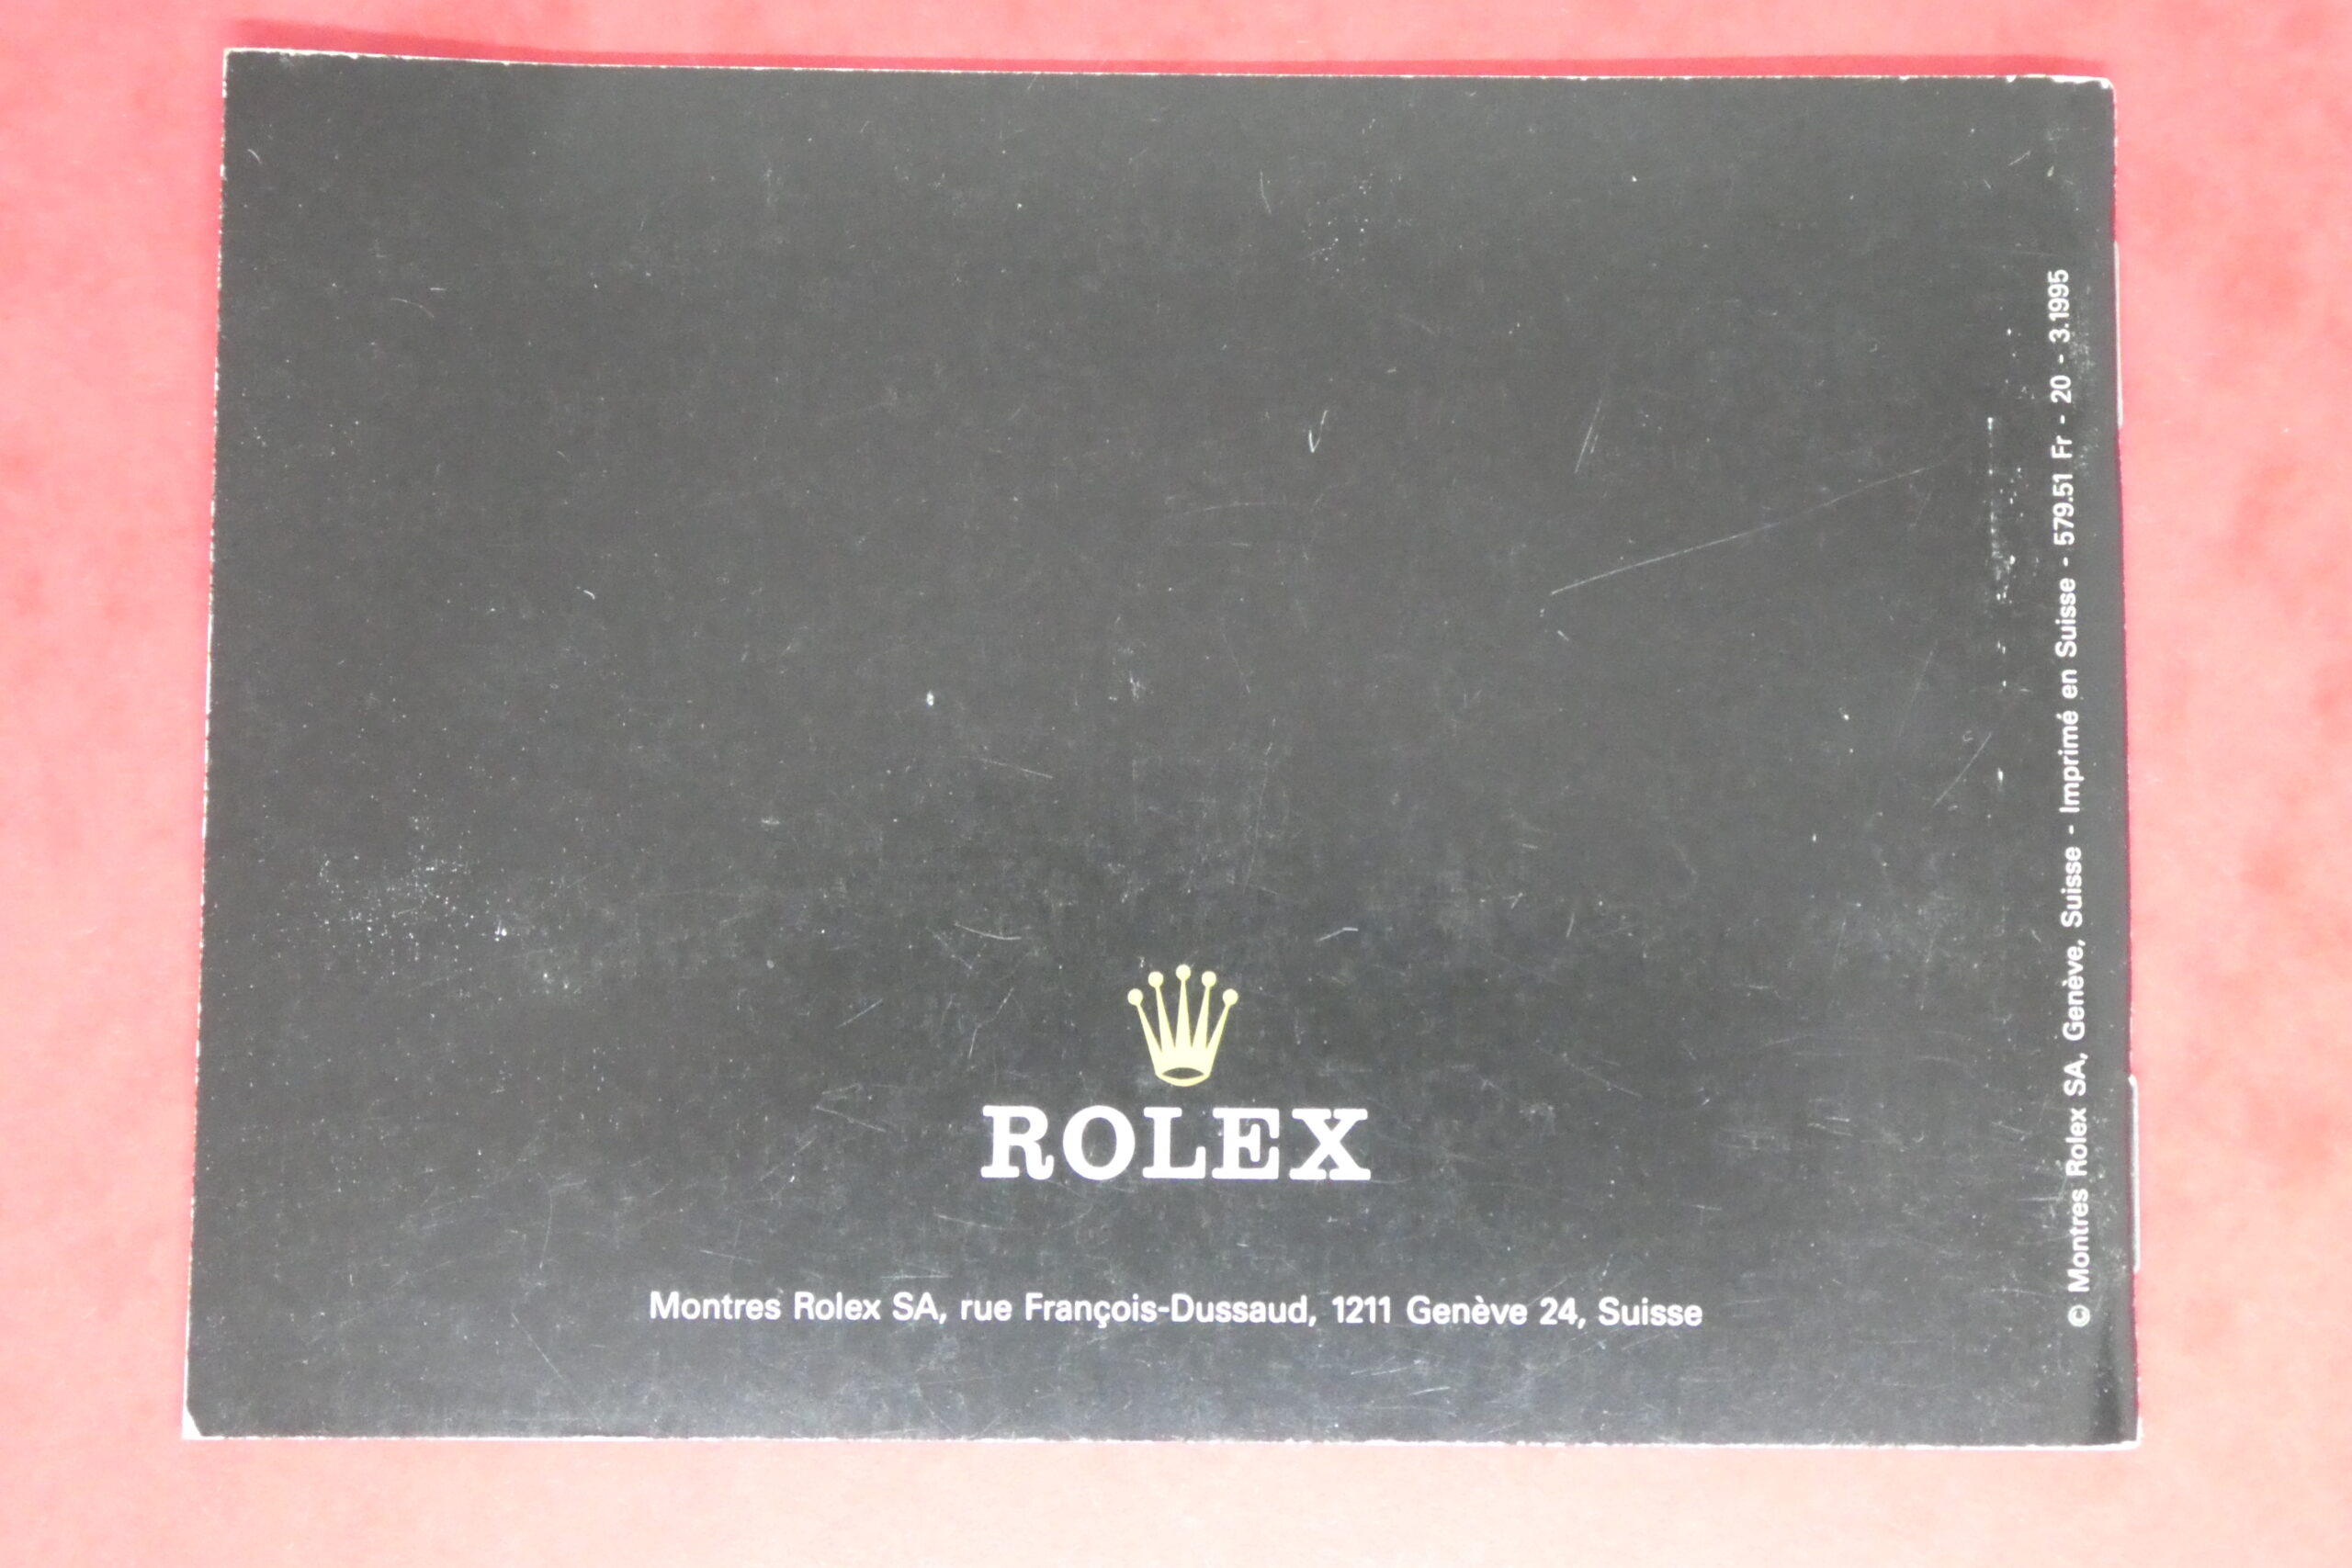 ROLEX
Montres Rolex SA, rue François-Dussaud, 1211 Genève 24, Suisse
© Montres Rolex SA, Genève, Suisse - Imprimé en Suisse - 579.51 Fr - 20 - 3.1995